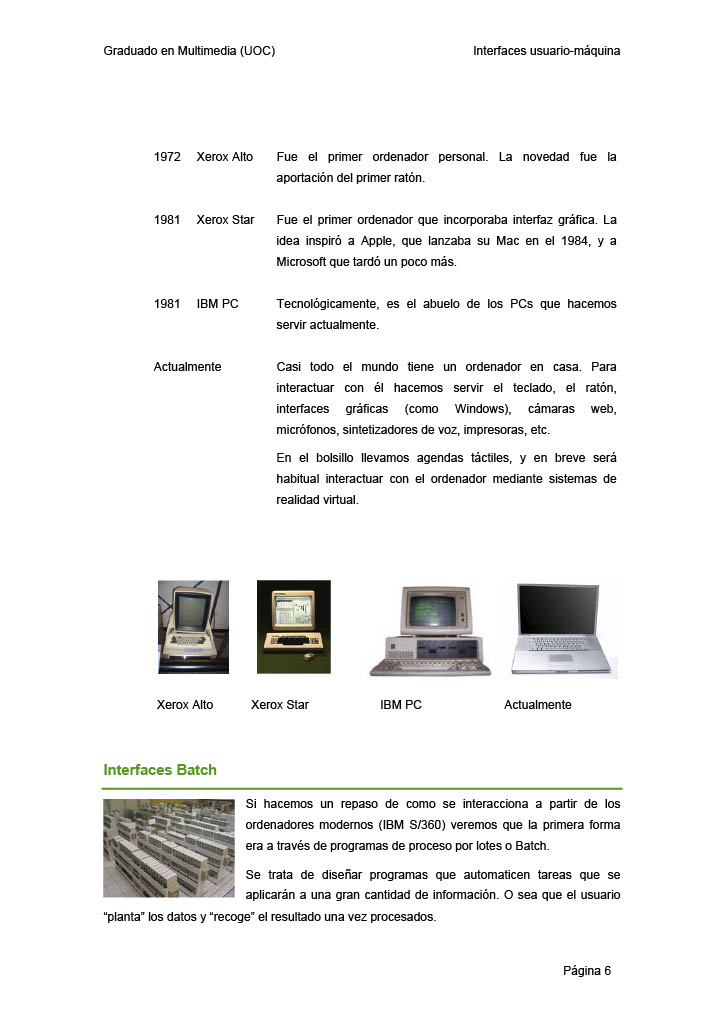 Graduado en Multimedia (UOC) Interfaces usuario-máquina
1972 Xerox Alto Fue el primer ordenador personal. La novedad fue la
aportación del primer ratón.
1981 Xerox Star Fue el primer ordenador que incorporaba interfaz gráfica. La
idea inspiró a Apple, que lanzaba su Mac en el 1984, y a
Microsoft que tardó un poco más.
1981 IBM PC Tecnológicamente, es el abuelo de los PCs que hacemos
servir actualmente.
Actualmente Casi todo el mundo tiene un ordenador en casa. Para
interactuar con él hacemos servir el teclado, el ratón,
interfaces gráficas (como Windows), cámaras web,
micrófonos, sintetizadores de voz, impresoras, etc.
En el bolsillo llevamos agendas táctiles, y en breve será
habitual interactuar con el ordenador mediante sistemas de
realidad virtual.
Xerox Alto Xerox Star IBM PC Actualmente
Interfaces Batch
Si hacemos un repaso de como se interacciona a partir de los
ordenadores modernos (IBM S/360) veremos que la primera forma
era a través de programas de proceso por lotes o Batch.
Se trata de diseñar programas que automaticen tareas que se
aplicarán a una gran cantidad de información. O sea que el usuario
“planta” los datos y “recoge” el resultado una vez procesados.
Página 6